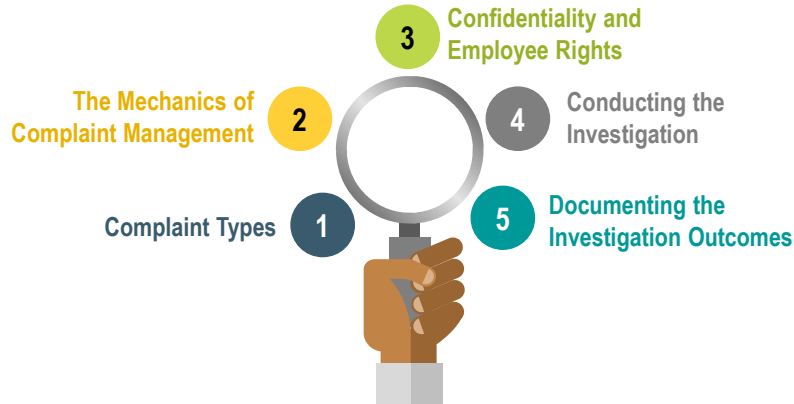 1
Complaint Types
2
The Mechanics of
Complaint Management
3
Confidentiality and
Employee Rights
4
Conducting the
Investigation
5
Documenting the
Investigation Outcomes